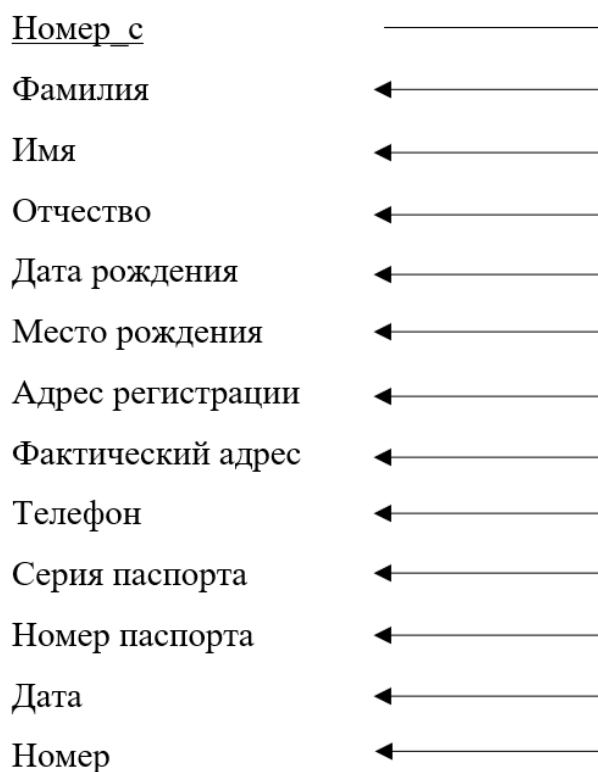 Номер_с
Фамилия
Имя
Отчество
Дата рождения
Место рождения
Адрес регистрации
Фактический адрес
Телефон
Серия паспорта
Номер паспорта
Дата
Номер